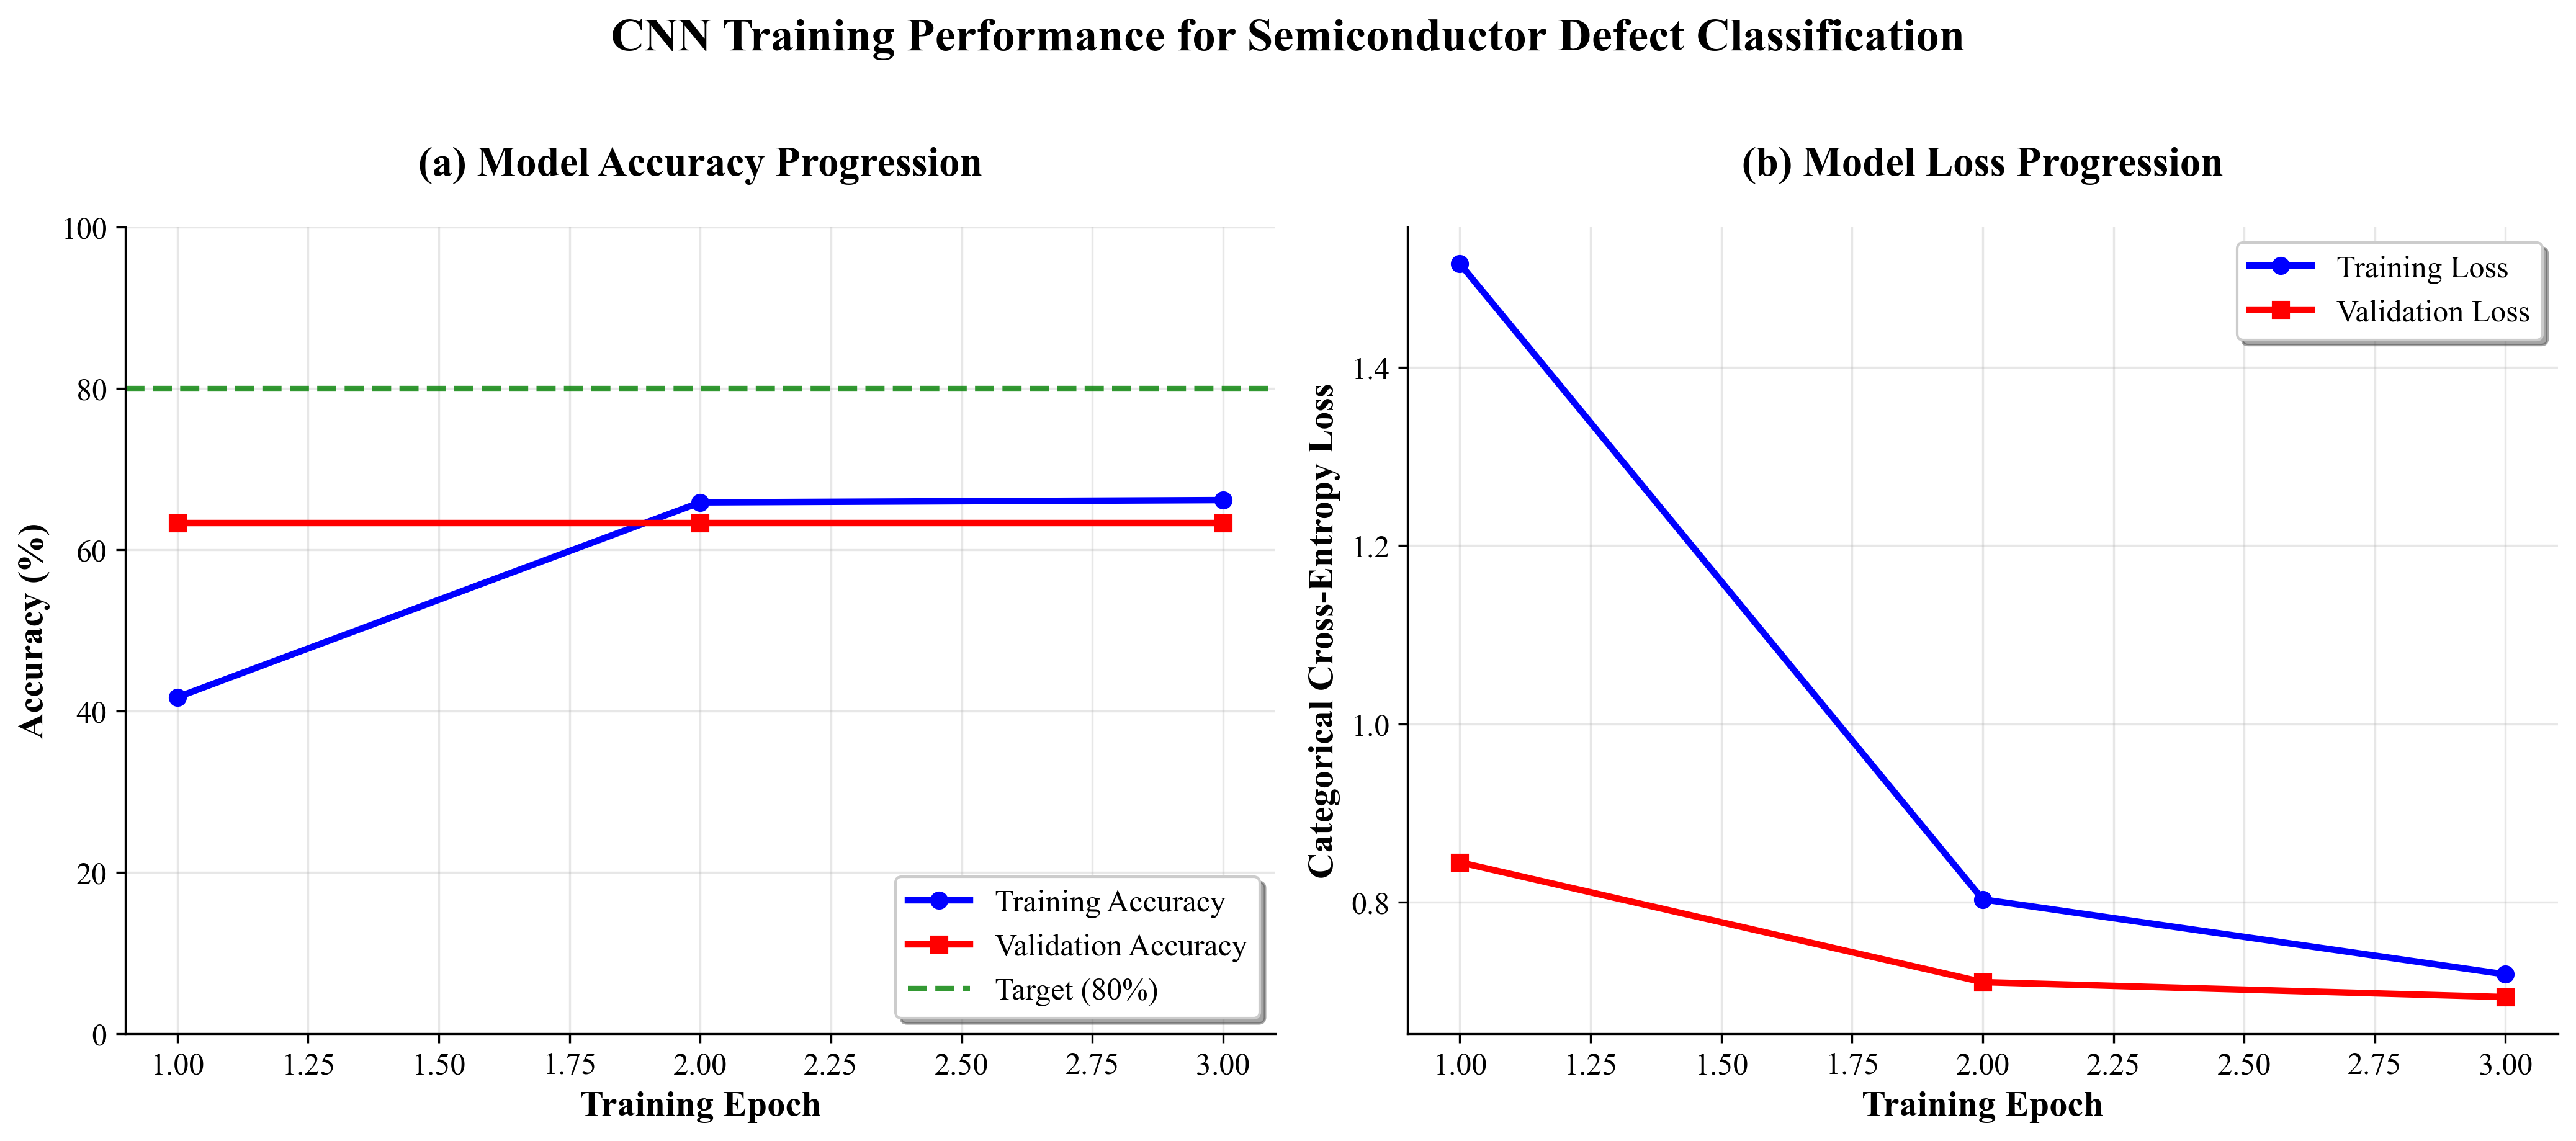 CNN Training Performance for Semiconductor Defect Classification
(a) Model Accuracy Progression
Accuracy (%)
100
80
60
40
20
0
1.00 1.25 1.50 1.75 2.00 2.25 2.50 2.75 3.00
Training Epoch
Training Accuracy
Validation Accuracy
Target (80%)
(b) Model Loss Progression
Categorical Cross-Entropy Loss
1.4
1.2
1.0
0.8
1.00 1.25 1.50 1.75 2.00 2.25 2.50 2.75 3.00
Training Epoch
Training Loss
Validation Loss